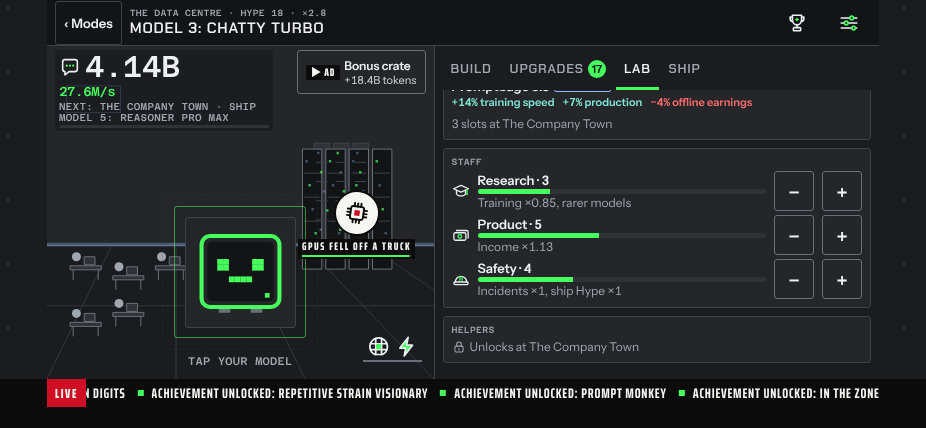 ‹ Modes
THE DATA CENTRE · HYPE 18 · ×2.8
MODEL 3: CHATTY TURBO
4.14B
27.6M/s
NEXT: THE COMPANY TOWN · SHIP
MODEL 5: REASONER PRO MAX
AD
Bonus crate
+18.4B tokens
GPUS FELL OFF A TRUCK
TAP YOUR MODEL
BUILD
UPGRADES 17
LAB
SHIP
+14% training speed +7% production −4% offline earnings
3 slots at The Company Town
STAFF
Research · 3
Training ×0.85, rarer models
− +
Product · 5
Income ×1.13
− +
Safety · 4
Incidents ×1, ship Hype ×1
− +
HELPERS
Unlocks at The Company Town
LIVE
DIGITS ■ ACHIEVEMENT UNLOCKED: REPETITIVE STRAIN VISIONARY ■ ACHIEVEMENT UNLOCKED: PROMPT MONKEY ■ ACHIEVEMENT UNLOCKED: IN THE ZONE